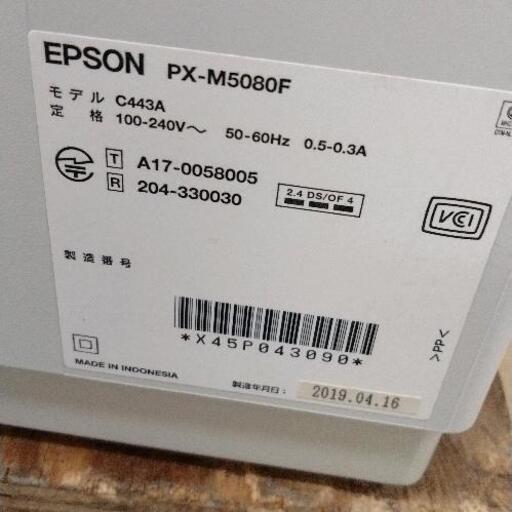 EPSON PX-M5080F
モデル C443A
定格 100-240V～ 50-60Hz 0.5-0.3A
T A17-0058005
R 204-330030
2.4 DS/OF 4
VCCI
製造番号
*X45P043090*
>PP<
MADE IN INDONESIA
製造年月日： 2019.04.16